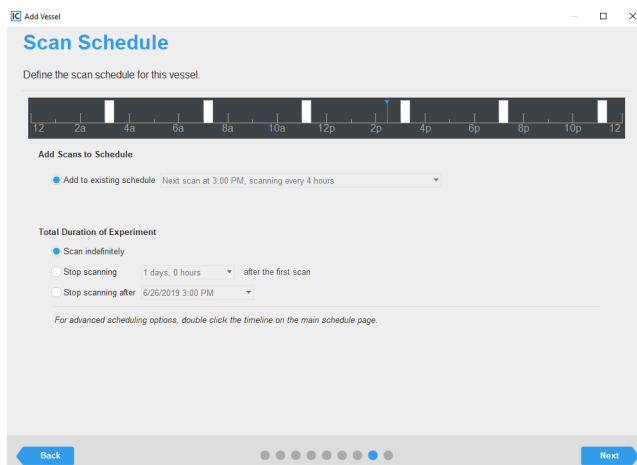 IC Add Vessel
Scan Schedule
Define the scan schedule for this vessel.
12 2a 4a 6a 8a 10a 12p 2p 4p 6p 8p 10p 12
Add Scans to Schedule
Add to existing schedule Next scan at 3:00 PM, scanning every 4 hours
Total Duration of Experiment
Scan indefinitely
Stop scanning 1 days, 0 hours after the first scan
Stop scanning after 6/26/2019 3:00 PM
For advanced scheduling options, double click the timeline on the main schedule page.
Back Next